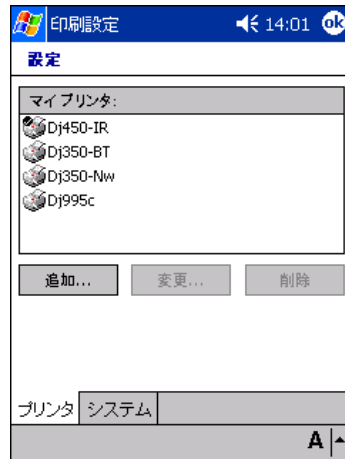 印刷設定 14:01 ok
設定
マイ プリンタ:
Dj450-IR
Dj350-BT
Dj350-Nw
Dj995c
追加... 変更... 削除
プリンタ システム
A